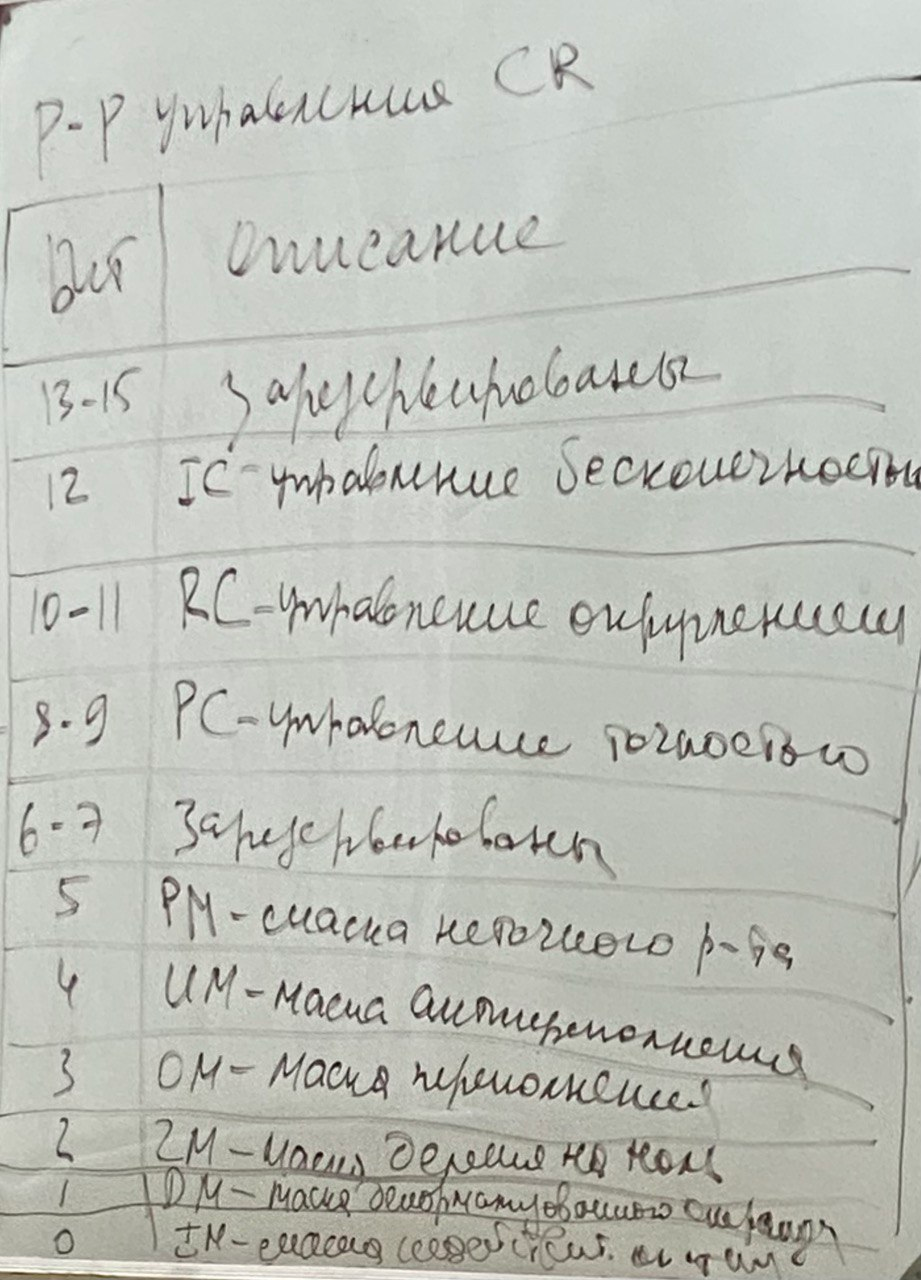 Р-Р управления CR
Бит Описание
13-15 Зарезервированы
12 IC-управление бесконечностью
10-11 RC-управление округлением
8-9 PC-управление точностью
6-7 Зарезервированы
5 PM-маска неточного р-та
4 UM-маска антипереполнения
3 OM-маска переполнения
2 ZM-маска деления на ноль
1 DM-маска денормализованного операнда
0 IM-маска недействит.